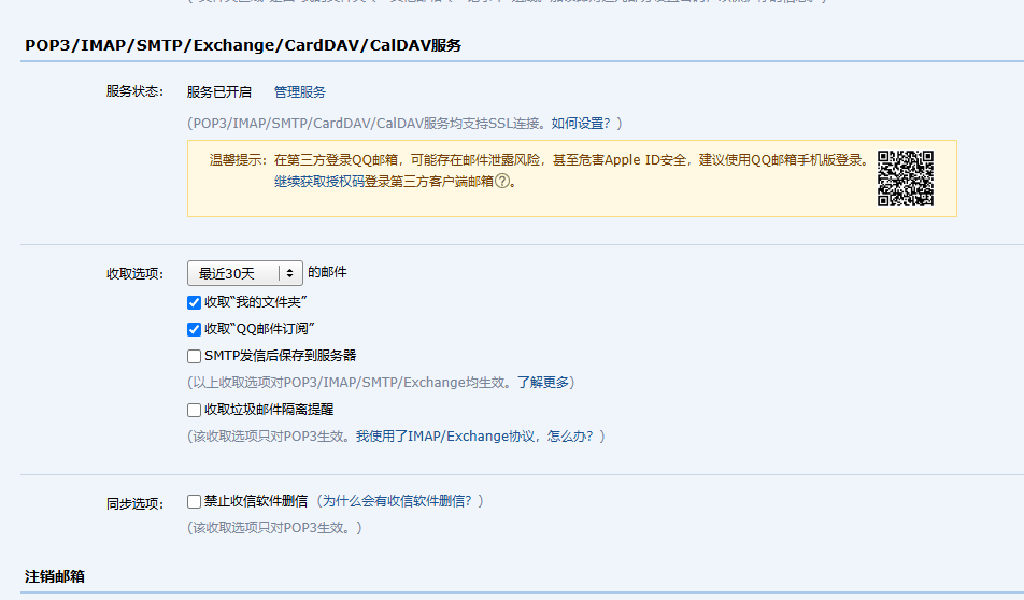 POP3/IMAP/SMTP/Exchange/CardDAV/CalDAV服务
服务状态： 服务已开启 管理服务
(POP3/IMAP/SMTP/CardDAV/CalDAV服务均支持SSL连接。如何设置？)
温馨提示：在第三方登录QQ邮箱，可能存在邮件泄露风险，甚至危害Apple ID安全，建议使用QQ邮箱手机版登录。
继续获取授权码登录第三方客户端邮箱?。
收取选项： 最近30天 的邮件
收取“我的文件夹”
收取“QQ邮件订阅”
SMTP发信后保存到服务器
(以上收取选项对POP3/IMAP/SMTP/Exchange均生效。了解更多)
收取垃圾邮件隔离提醒
(该收取选项只对POP3生效。我使用了IMAP/Exchange协议，怎么办？)
同步选项： 禁止收信软件删信 (为什么会有收信软件删信？)
(该收取选项只对POP3生效。)
注销邮箱